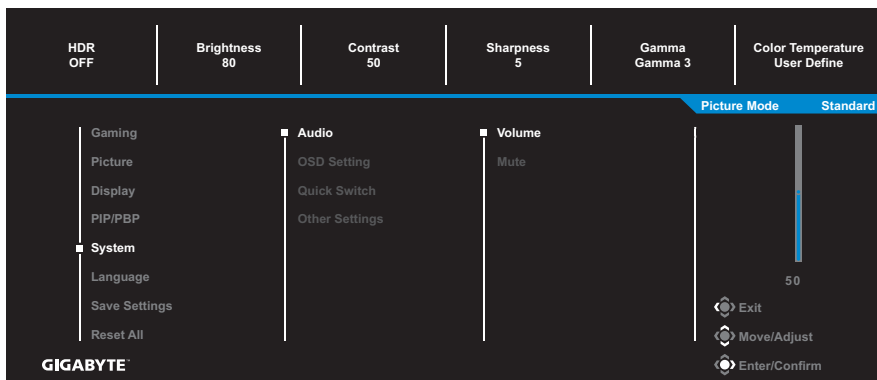 HDR
OFF
Brightness
80
Contrast
50
Sharpness
5
Gamma
Gamma 3
Color Temperature
User Define
Picture Mode Standard
Gaming
Picture
Display
PIP/PBP
System
Language
Save Settings
Reset All
Audio
OSD Setting
Quick Switch
Other Settings
Volume
Mute
50
Exit
Move/Adjust
Enter/Confirm
GIGABYTE™